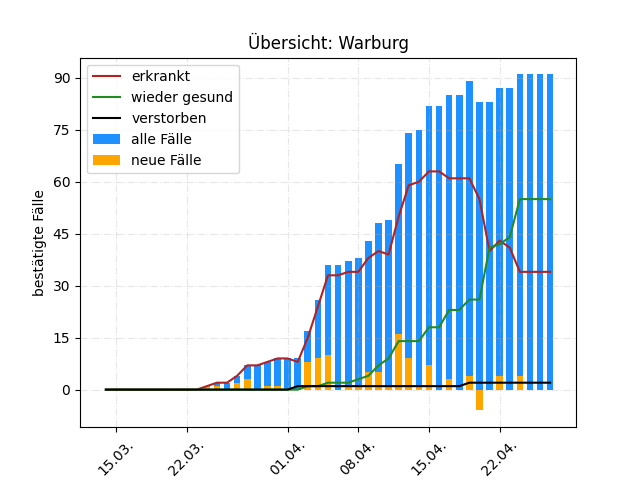 Übersicht: Warburg
erkrankt
wieder gesund
verstorben
alle Fälle
neue Fälle
bestätigte Fälle
90
75
60
45
30
15
0
15.03.
22.03.
01.04.
08.04.
15.04.
22.04.